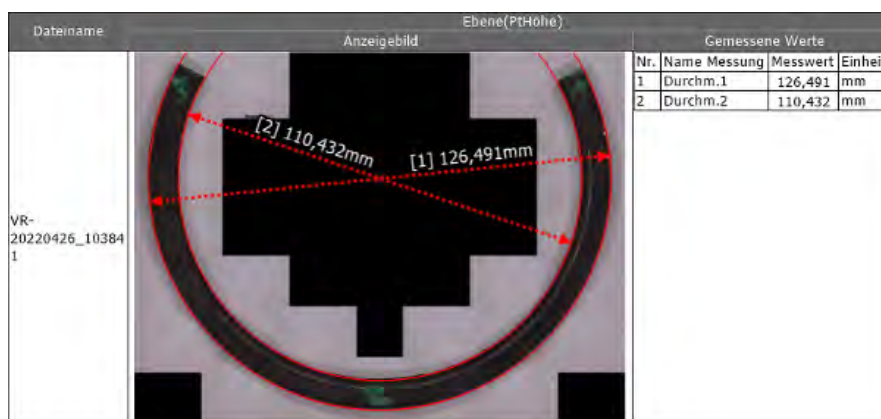 Dateiname
Ebene(PtHöhe)
Anzeigebild
Gemessene Werte
Nr. Name Messung Messwert Einhei
1 Durchm.1 126,491 mm
2 Durchm.2 110,432 mm
[2] 110,432mm
[1] 126,491mm
VR-
20220426_10384
1